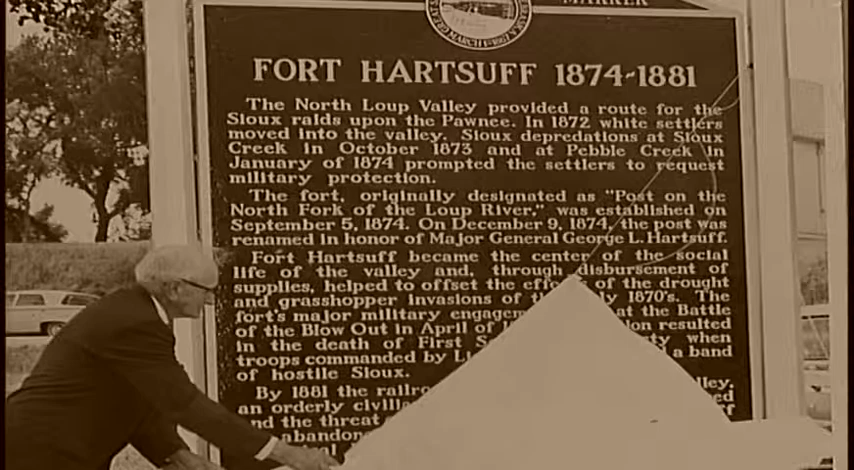 MARKER
MARCH 1·1867
FORT HARTSUFF 1874-1881
The North Loup Valley provided a route for the
Sioux raids upon the Pawnee. In 1872 white settlers
moved into the valley. Sioux depredations at Sioux
Creek in October 1873 and at Pebble Creek in
January of 1874 prompted the settlers to request
military protection.
The fort, originally designated as "Post on the
North Fork of the Loup River," was established on
September 5, 1874. On December 9, 1874, the post was
renamed in honor of Major General George L. Hartsuff.
Fort Hartsuff became the center of the social
life of the valley and, through disbursement of
supplies, helped to offset the of the drought
and grasshopper invasions of 1870's. The
fort's major military at the Battle
of the Blow Out in April of resulted
in the death of First when
troops commanded by a band
of hostile Sioux.
By 1881 the
an orderly
and the threat